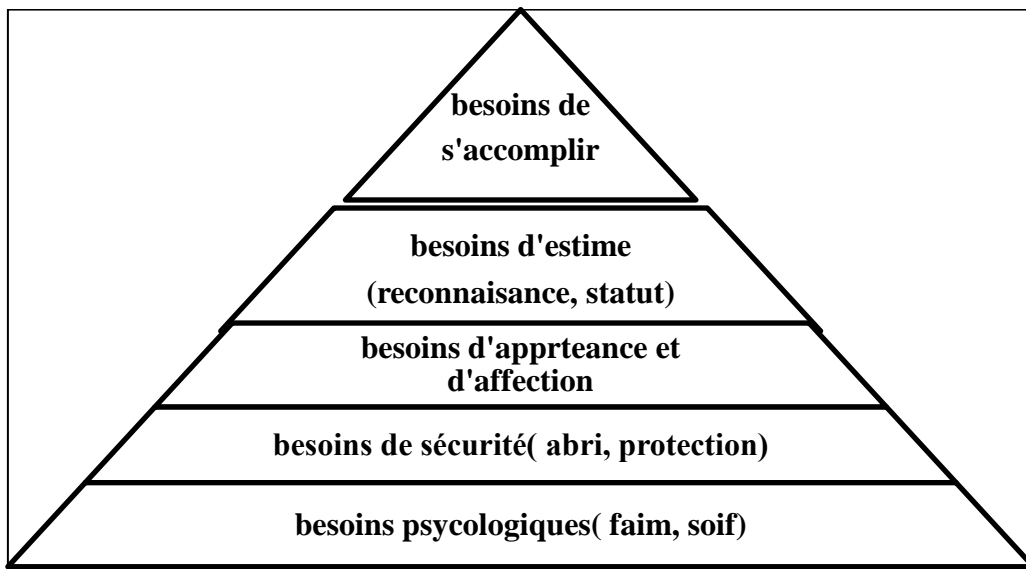 besoins de
s'accomplir
besoins d'estime
(reconnaisance, statut)
besoins d'apprteance et
d'affection
besoins de sécurité( abri, protection)
besoins psycologiques( faim, soif)